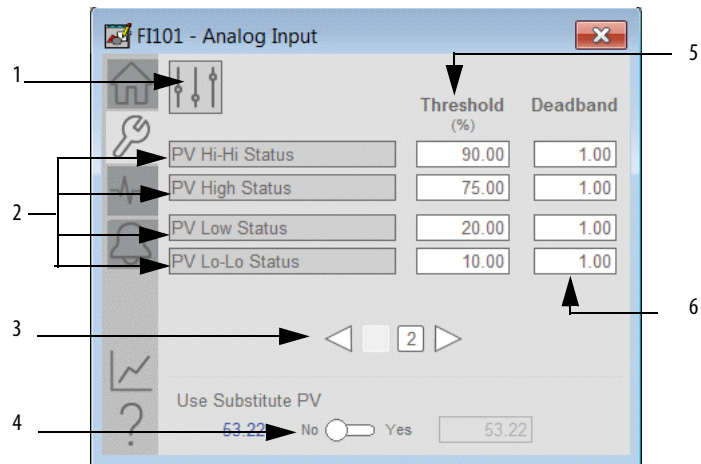 FI101 - Analog Input
5
1
Threshold Deadband
(%)
PV Hi-Hi Status 90.00 1.00
PV High Status 75.00 1.00
2
PV Low Status 20.00 1.00
PV Lo-Lo Status 10.00 1.00
6
3
2
Use Substitute PV
4
53.22 No Yes 53.22
?